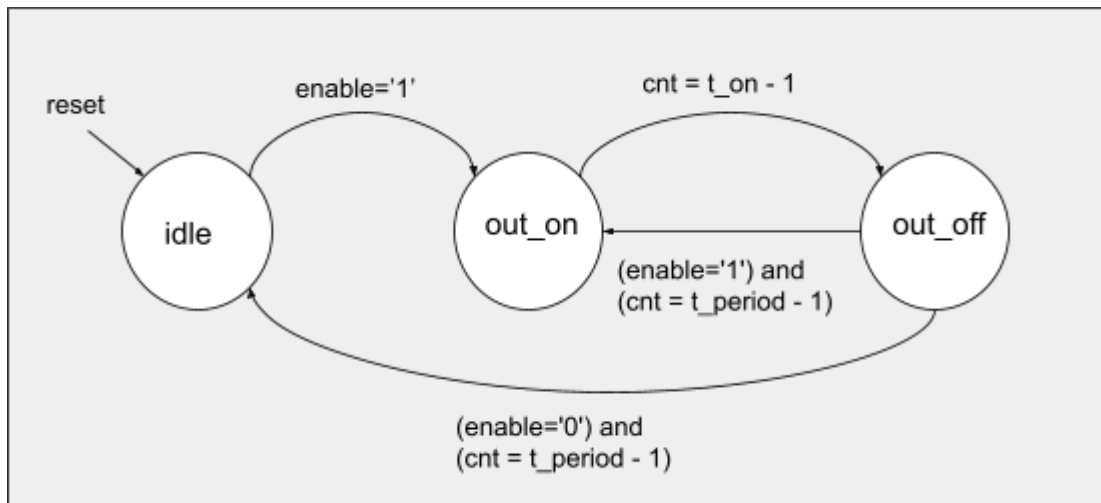 reset
enable='1’
cnt = t_on - 1
idle
out_on
out_off
(enable='1') and
(cnt = t_period - 1)
(enable='0') and
(cnt = t_period - 1)